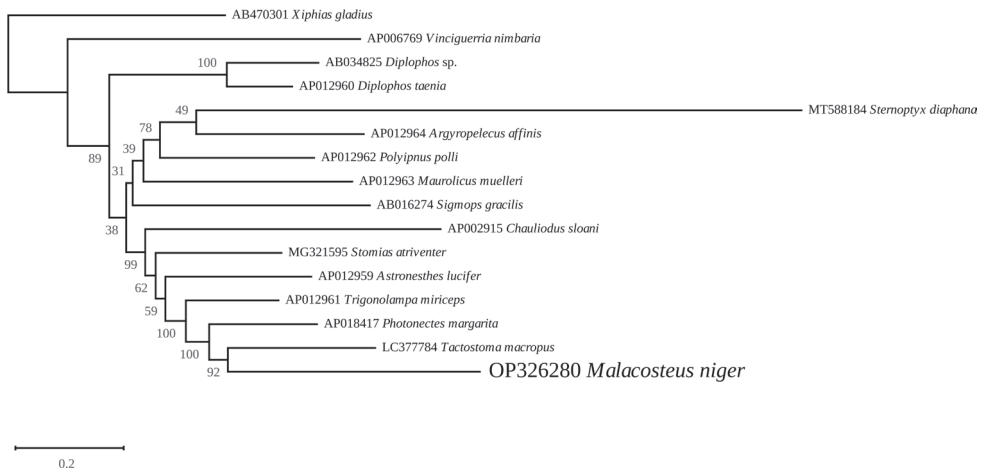 AB470301 Xiphias gladius
AP006769 Vinciguerria nimbaria
100 AB034825 Diplophos sp.
AP012960 Diplophos taenia
49 MT588184 Sternoptyx diaphana
78 AP012964 Argyropelecus affinis
39 AP012962 Polyipnus polli
89
31 AP012963 Maurolicus muelleri
AB016274 Sigmops gracilis
38 AP002915 Chauliodus sloani
MG321595 Stomias atriventer
99 AP012959 Astronesthes lucifer
62 AP012961 Trigonolampa miriceps
59 AP018417 Photonectes margarita
100 LC377784 Tactostoma macropus
100
92 OP326280 Malacosteus niger
0.2